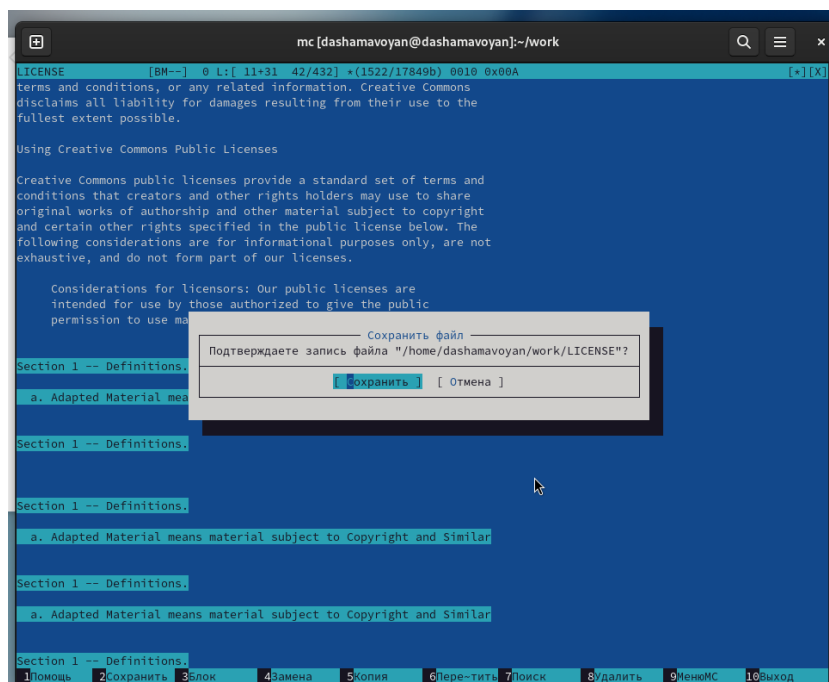 mc [dashamavoyan@dashamavoyan]:~/work
LICENSE [BM--] 0 L:[ 11+31 42/432] *(1522/17849b) 0010 0x00A [*][X]
terms and conditions, or any related information. Creative Commons
disclaims all liability for damages resulting from their use to the
fullest extent possible.
Using Creative Commons Public Licenses
Creative Commons public licenses provide a standard set of terms and
conditions that creators and other rights holders may use to share
original works of authorship and other material subject to copyright
and certain other rights specified in the public license below. The
following considerations are for informational purposes only, are not
exhaustive, and do not form part of our licenses.
Considerations for licensors: Our public licenses are
intended for use by those authorized to give the public
permission to use ma
Сохранить файл
Подтверждаете запись файла "/home/dashamavoyan/work/LICENSE"?
[ Сохранить ] [ Отмена ]
Section 1 -- Definitions.
a. Adapted Material mea
Section 1 -- Definitions.
Section 1 -- Definitions.
a. Adapted Material means material subject to Copyright and Similar
Section 1 -- Definitions.
a. Adapted Material means material subject to Copyright and Similar
Section 1 -- Definitions.
1Помощь 2Сохранить 3Блок 4Замена 5Копия 6Пере~тить 7Поиск 8Удалить 9МенюMC 10Выход